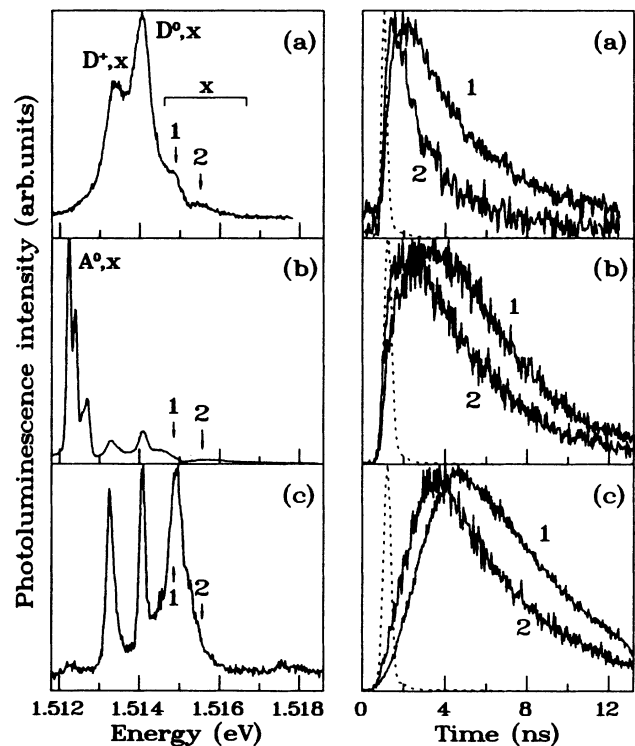 Photoluminescence intensity (arb.units)
D⁺,x
D⁰,x
x
1
2
(a)
A⁰,x
1
2
(b)
1
2
(c)
1.512 1.514 1.516 1.518
Energy (eV)
1
2
(a)
1
2
(b)
1
2
(c)
0 4 8 12
Time (ns)